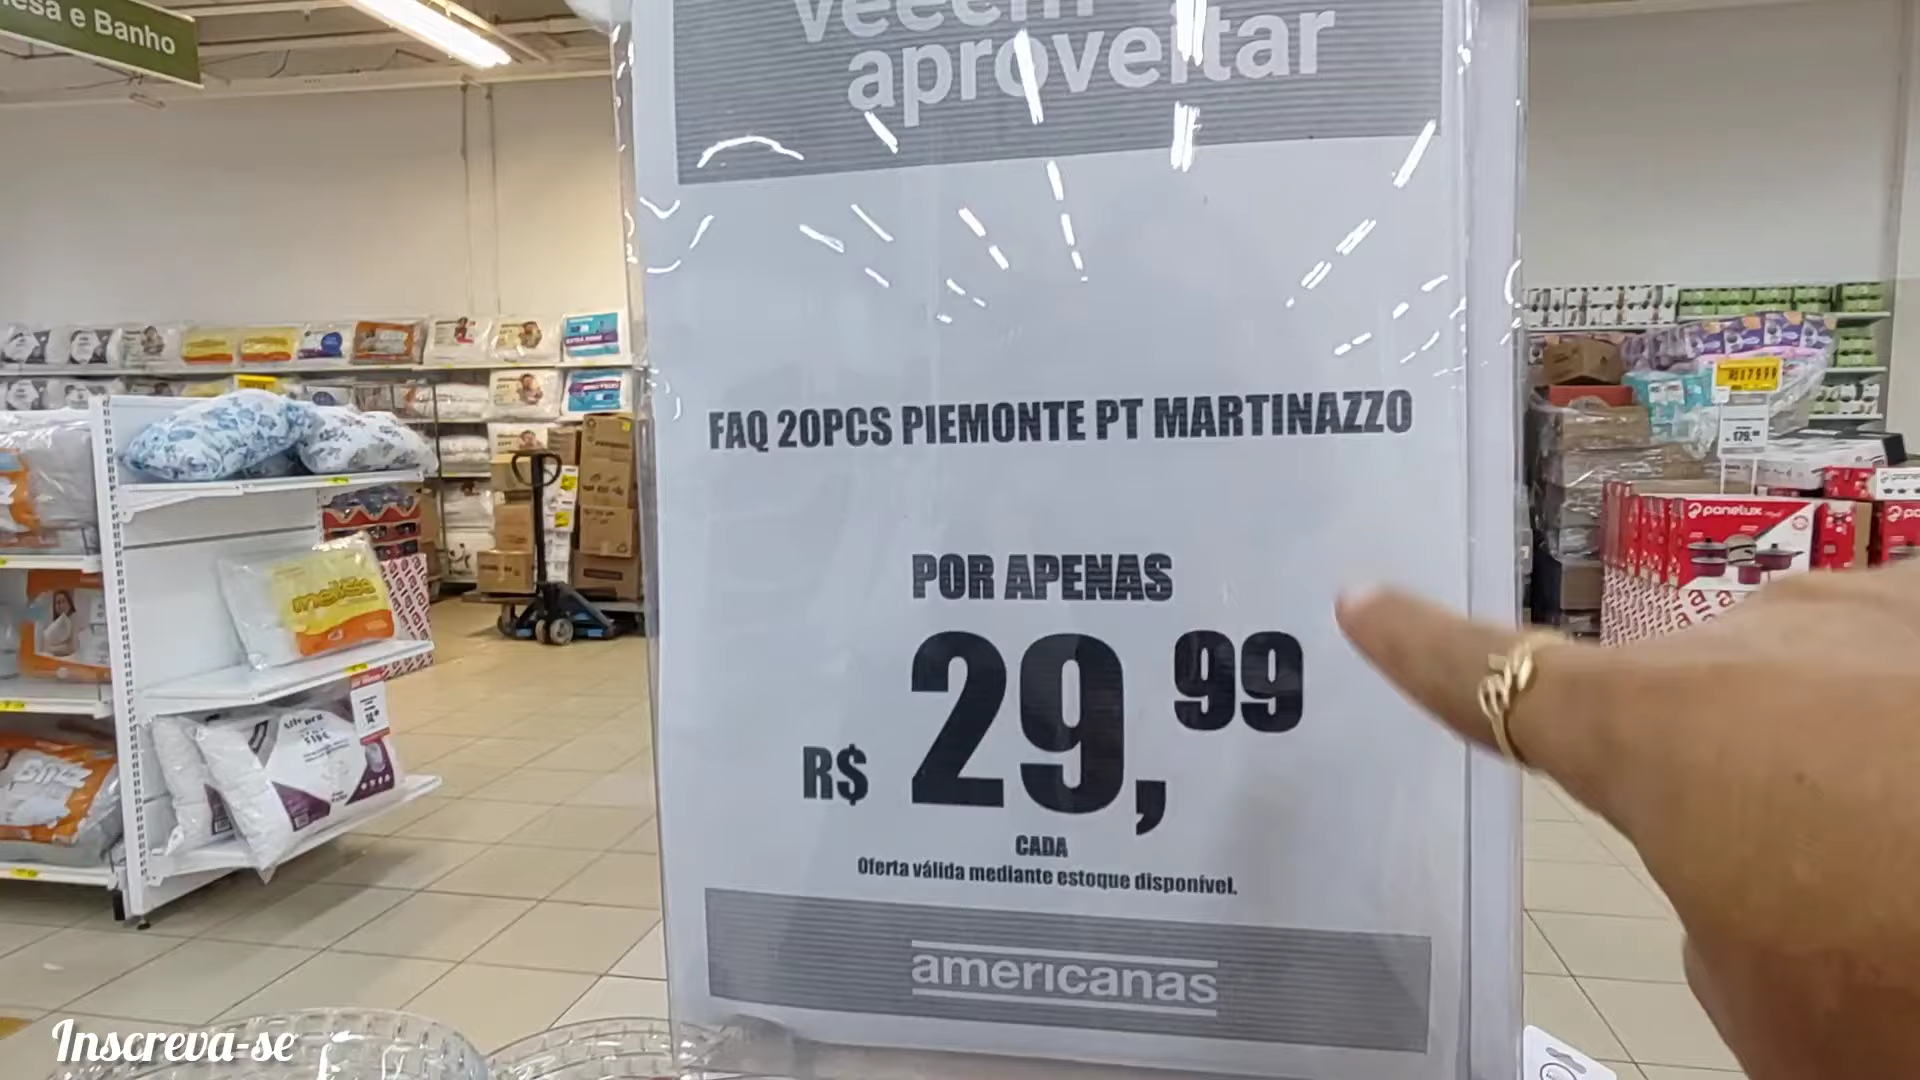 e Banho
veeem
aproveitar
FAQ 20PCS PIEMONTE PT MARTINAZZO
POR APENAS
R$ 29,99
CADA
Oferta válida mediante estoque disponível.
americanas
panelux
Inscreva-se